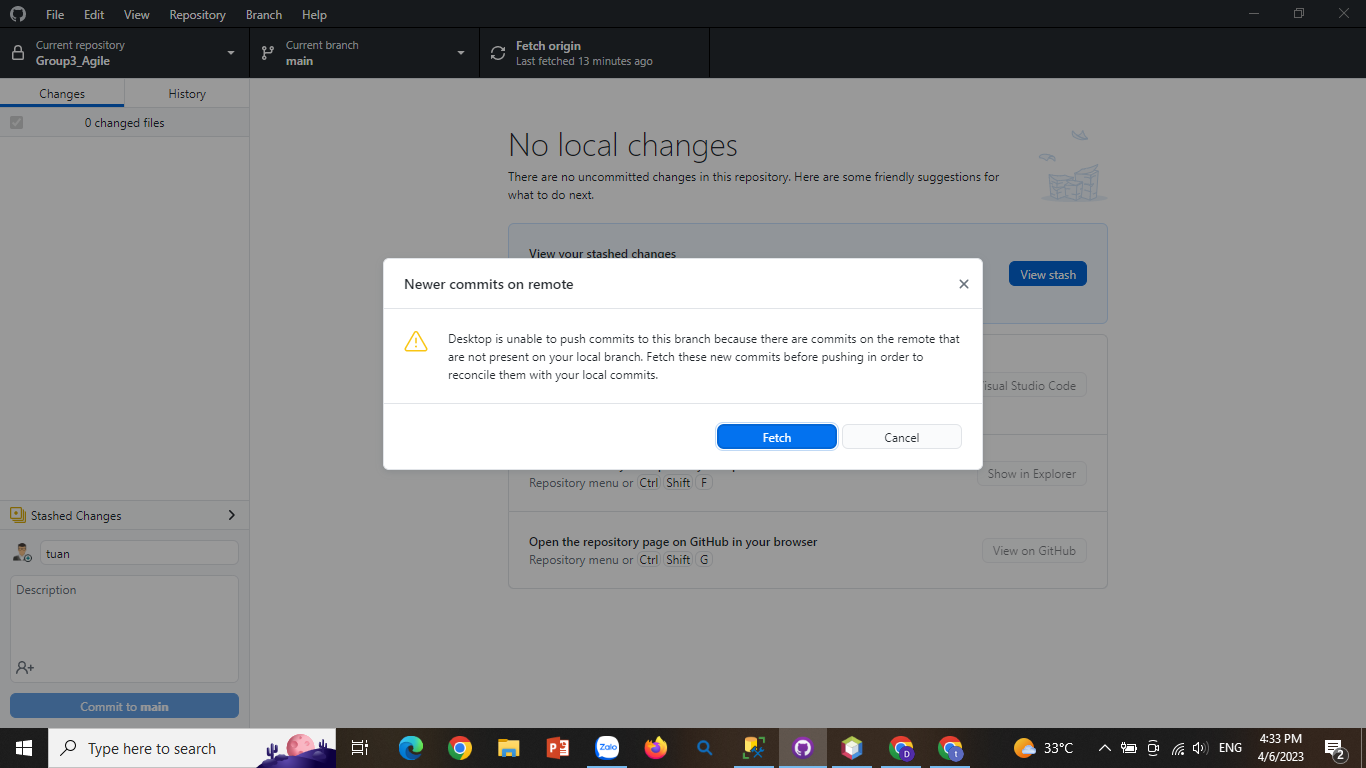 File Edit View Repository Branch Help
Current repository
Group3_Agile
Current branch
main
Fetch origin
Last fetched 13 minutes ago
Changes History
0 changed files
No local changes
There are no uncommitted changes in this repository. Here are some friendly suggestions for
what to do next.
View your stashed changes
View stash
Newer commits on remote
Desktop is unable to push commits to this branch because there are commits on the remote that
are not present on your local branch. Fetch these new commits before pushing in order to
reconcile them with your local commits.
Fetch Cancel
Visual Studio Code
Repository menu or Ctrl Shift F
Show in Explorer
Open the repository page on GitHub in your browser
Repository menu or Ctrl Shift G
View on GitHub
Stashed Changes
tuan
Description
Commit to main
Type here to search
Zalo
D
t
33°C
ENG
4:33 PM
4/6/2023
2